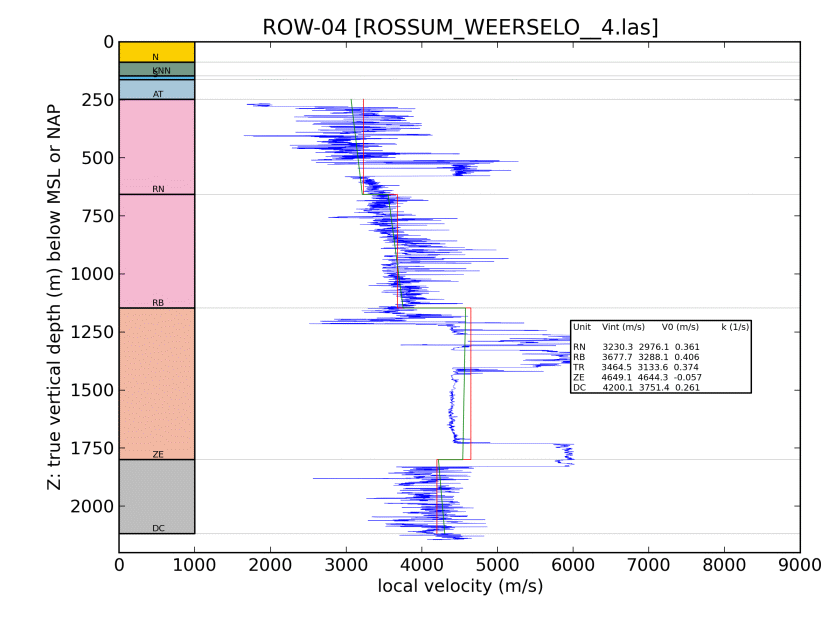 ROW-04 [ROSSUM_WEERSELO__4.las]
0
N
KNN
S
AT
250
500
RN
750
1000
RB
1250
Unit Vint (m/s) V0 (m/s) k (1/s)
RN 3230.3 2976.1 0.361
RB 3677.7 3288.1 0.406
TR 3464.5 3133.6 0.374
ZE 4649.1 4644.3 -0.057
DC 4200.1 3751.4 0.261
1500
1750
ZE
2000
DC
Z: true vertical depth (m) below MSL or NAP
0 1000 2000 3000 4000 5000 6000 7000 8000 9000
local velocity (m/s)